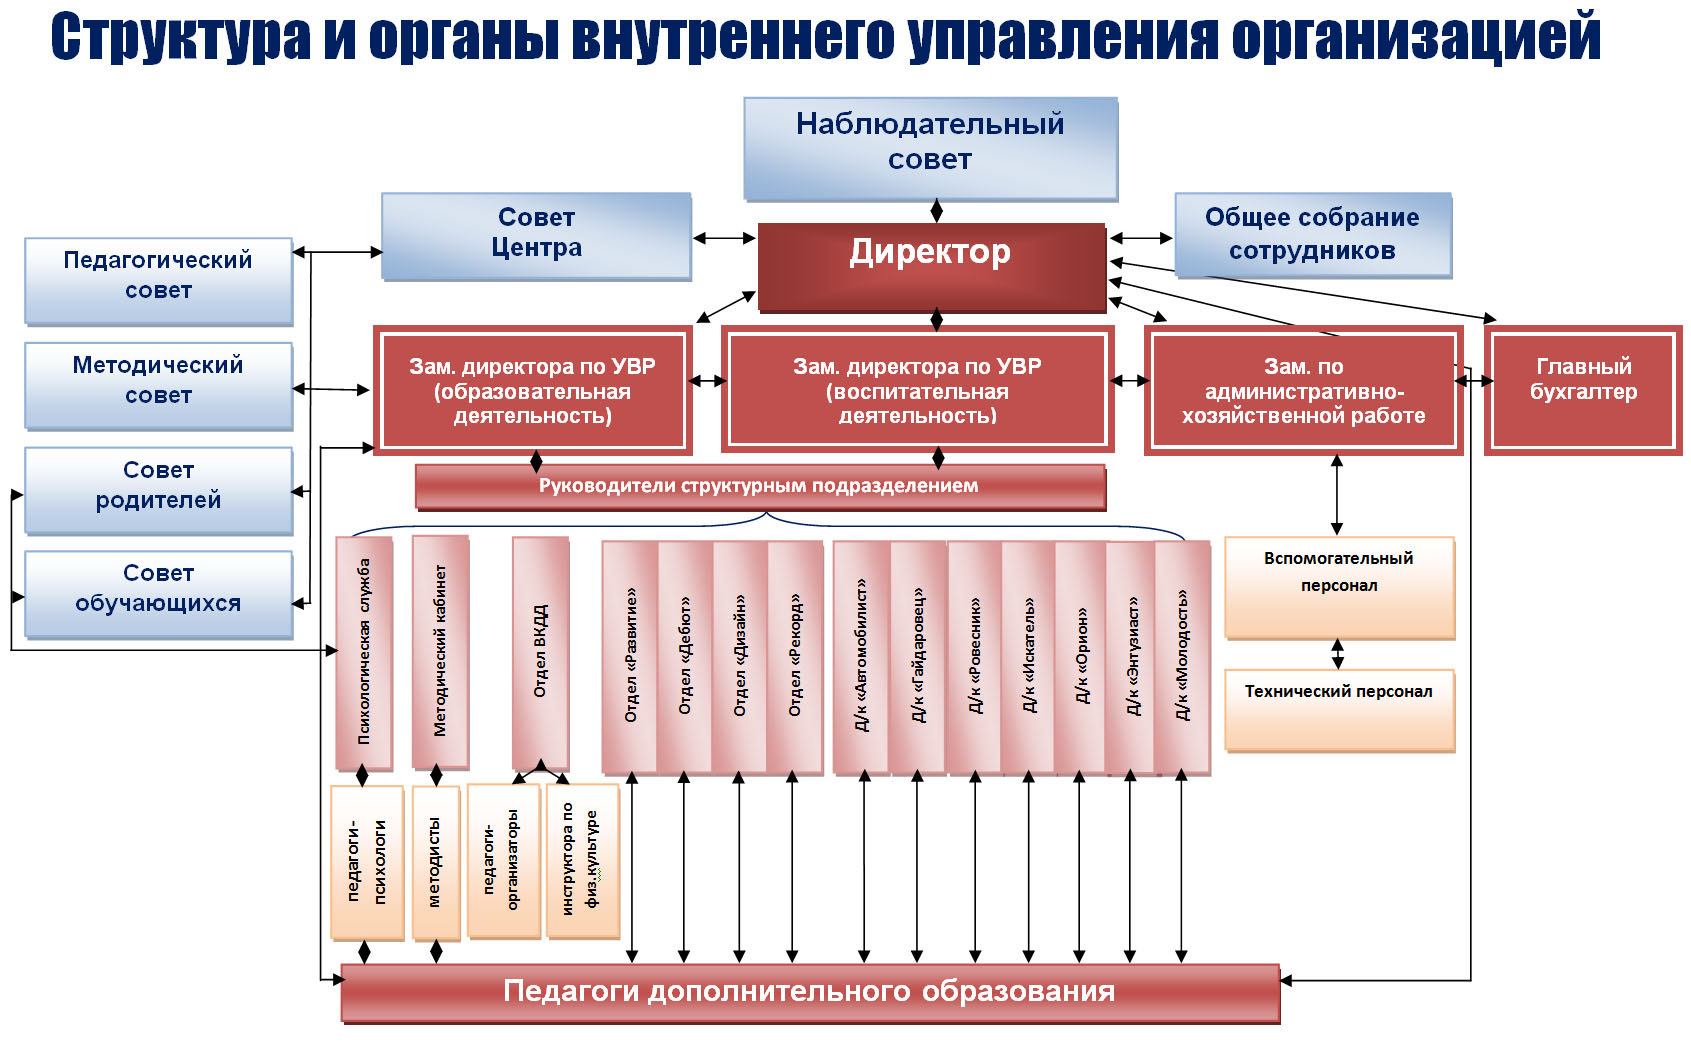 Структура и органы внутреннего управления организацией
Наблюдательный
совет
Совет
Центра
Директор
Общее собрание
сотрудников
Педагогический
совет
Методический
совет
Совет
родителей
Совет
обучающихся
Зам. директора по УВР
(образовательная
деятельность)
Зам. директора по УВР
(воспитательная
деятельность)
Зам. по
административно-
хозяйственной работе
Главный
бухгалтер
Руководители структурным подразделением
Психологическая служба
Методический кабинет
Отдел ВКДД
Отдел «Развитие»
Отдел «Дебют»
Отдел «Дизайн»
Отдел «Рекорд»
Д/к «Автомобилист»
Д/к «Гайдаровец»
Д/к «Ровесник»
Д/к «Искатель»
Д/к «Орион»
Д/к «Энтузиаст»
Д/к «Молодость»
Вспомогательный
персонал
Технический персонал
педагоги-
психологи
методисты
педагоги-
организаторы
инструктора по
физ.культуре
Педагоги дополнительного образования